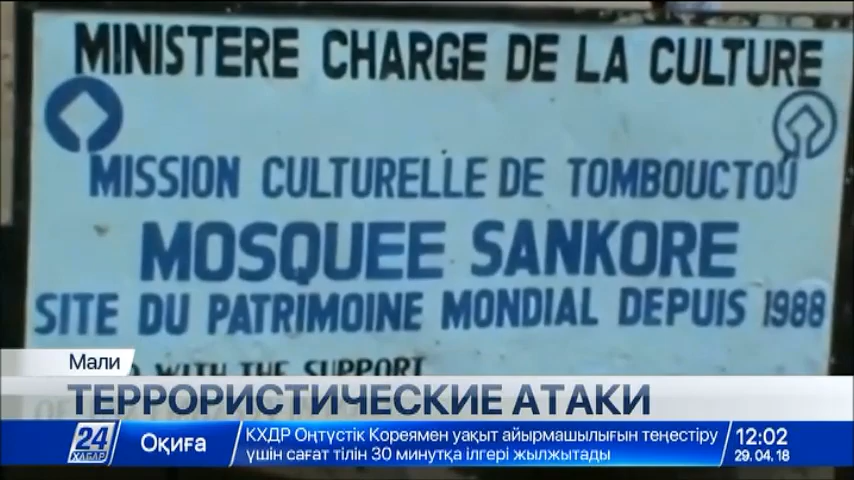 MINISTERE CHARGE DE LA CULTURE
MISSION CULTURELLE DE TOMBOUCTOU
MOSQUEE SANKORE
SITE DU PATRIMOINE MONDIAL DEPUIS 1988
WITH THE SUPPORT
Мали
ТЕРРОРИСТИЧЕСКИЕ АТАКИ
24
ХАБАР
Оқиға
ҚХДР Оңтүстік Кореямен уақыт айырмашылығын теңестіру
үшін сағат тілін 30 минутқа ілгері жылжытады
12:02
29.04.18